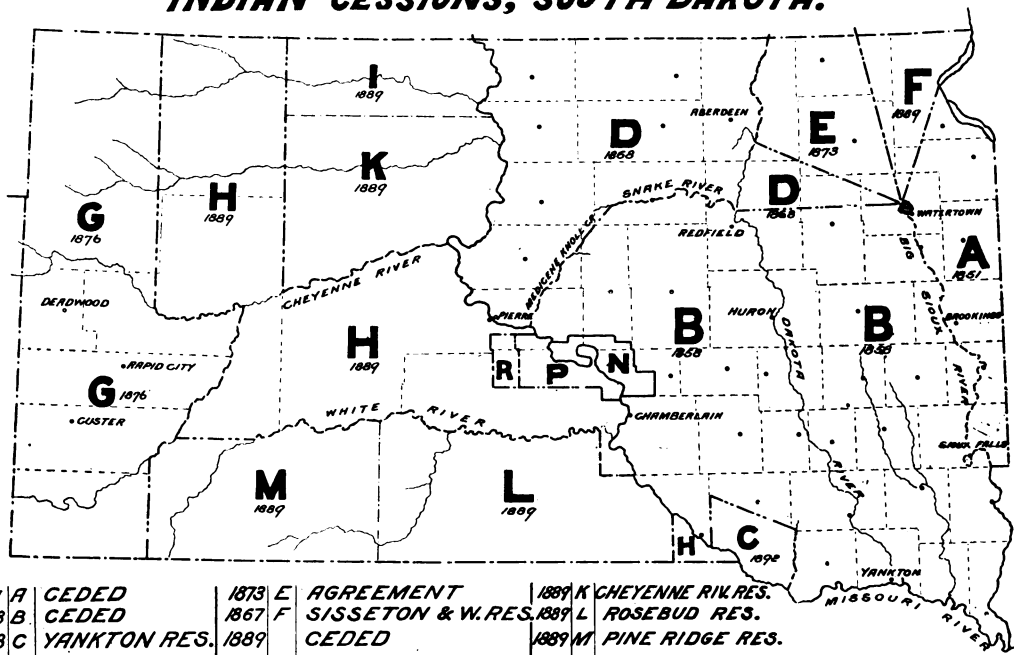 INDIAN CESSIONS, SOUTH DAKOTA.
I
1889
F
1889
ABERDEEN
D
1868
E
1873
K
1889
H
1889
SNAKE RIVER
D
1868
G
1876
WATERTOWN
REDFIELD
MEDICENE KNOLL CR.
BIG SIOUX RIVER
A
1851
CHEYENNE RIVER
DEADWOOD
PIERRE
HURON
DAKOTA RIVER
BROOKINGS
B
1858
B
H
1889
R
P
N
RAPID CITY
G 1876
CUSTER
WHITE RIVER
CHAMBERLAIN
SIOUX FALLS
M
1889
L
1889
H
C
1892
YANKTON
MISSOURI RIVER
A CEDED 1873 E AGREEMENT 1889 K CHEYENNE RIV. RES.
B CEDED 1867 F SISSETON & W. RES. 1889 L ROSEBUD RES.
C YANKTON RES. 1889 CEDED 1889 M PINE RIDGE RES.